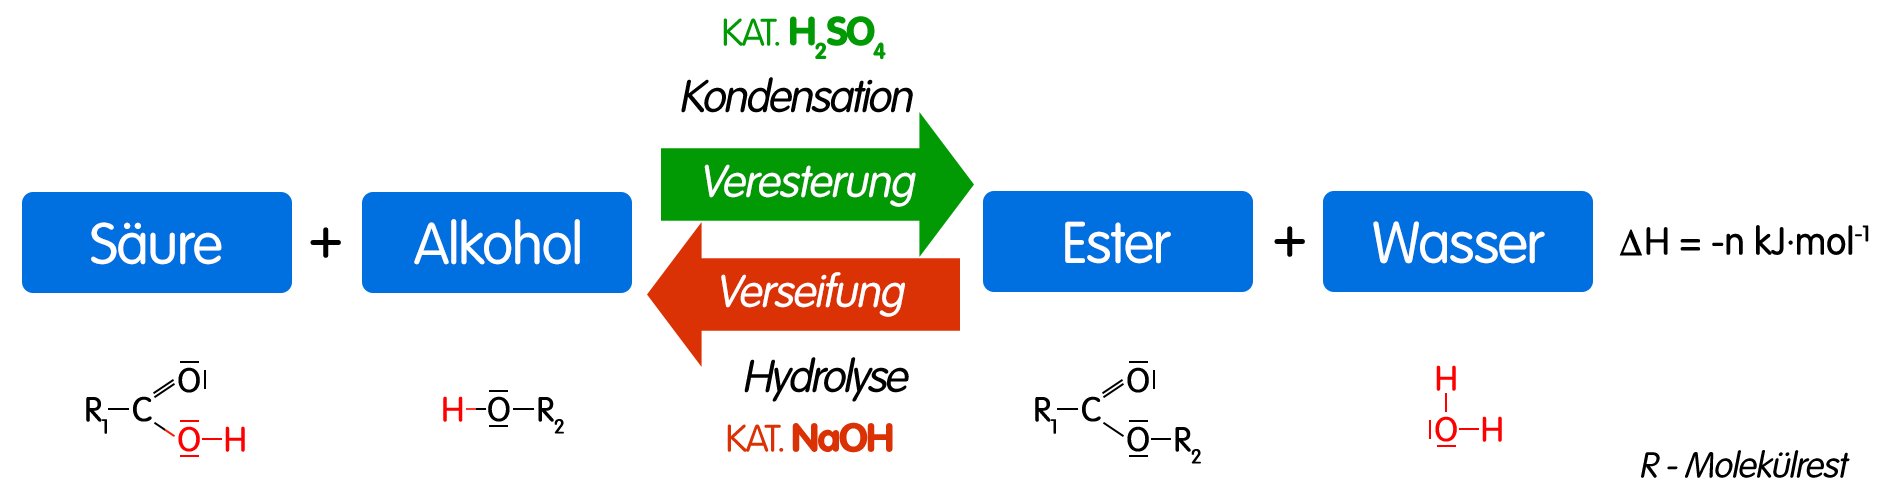 KAT. H₂SO₄
Kondensation
Veresterung
Säure + Alkohol
Ester + Wasser
ΔH = -n kJ·mol⁻¹
Verseifung
Hydrolyse
KAT. NaOH
R₁ C O O H
H O R₂
R₁ C O O R₂
H O H
R - Molekülrest